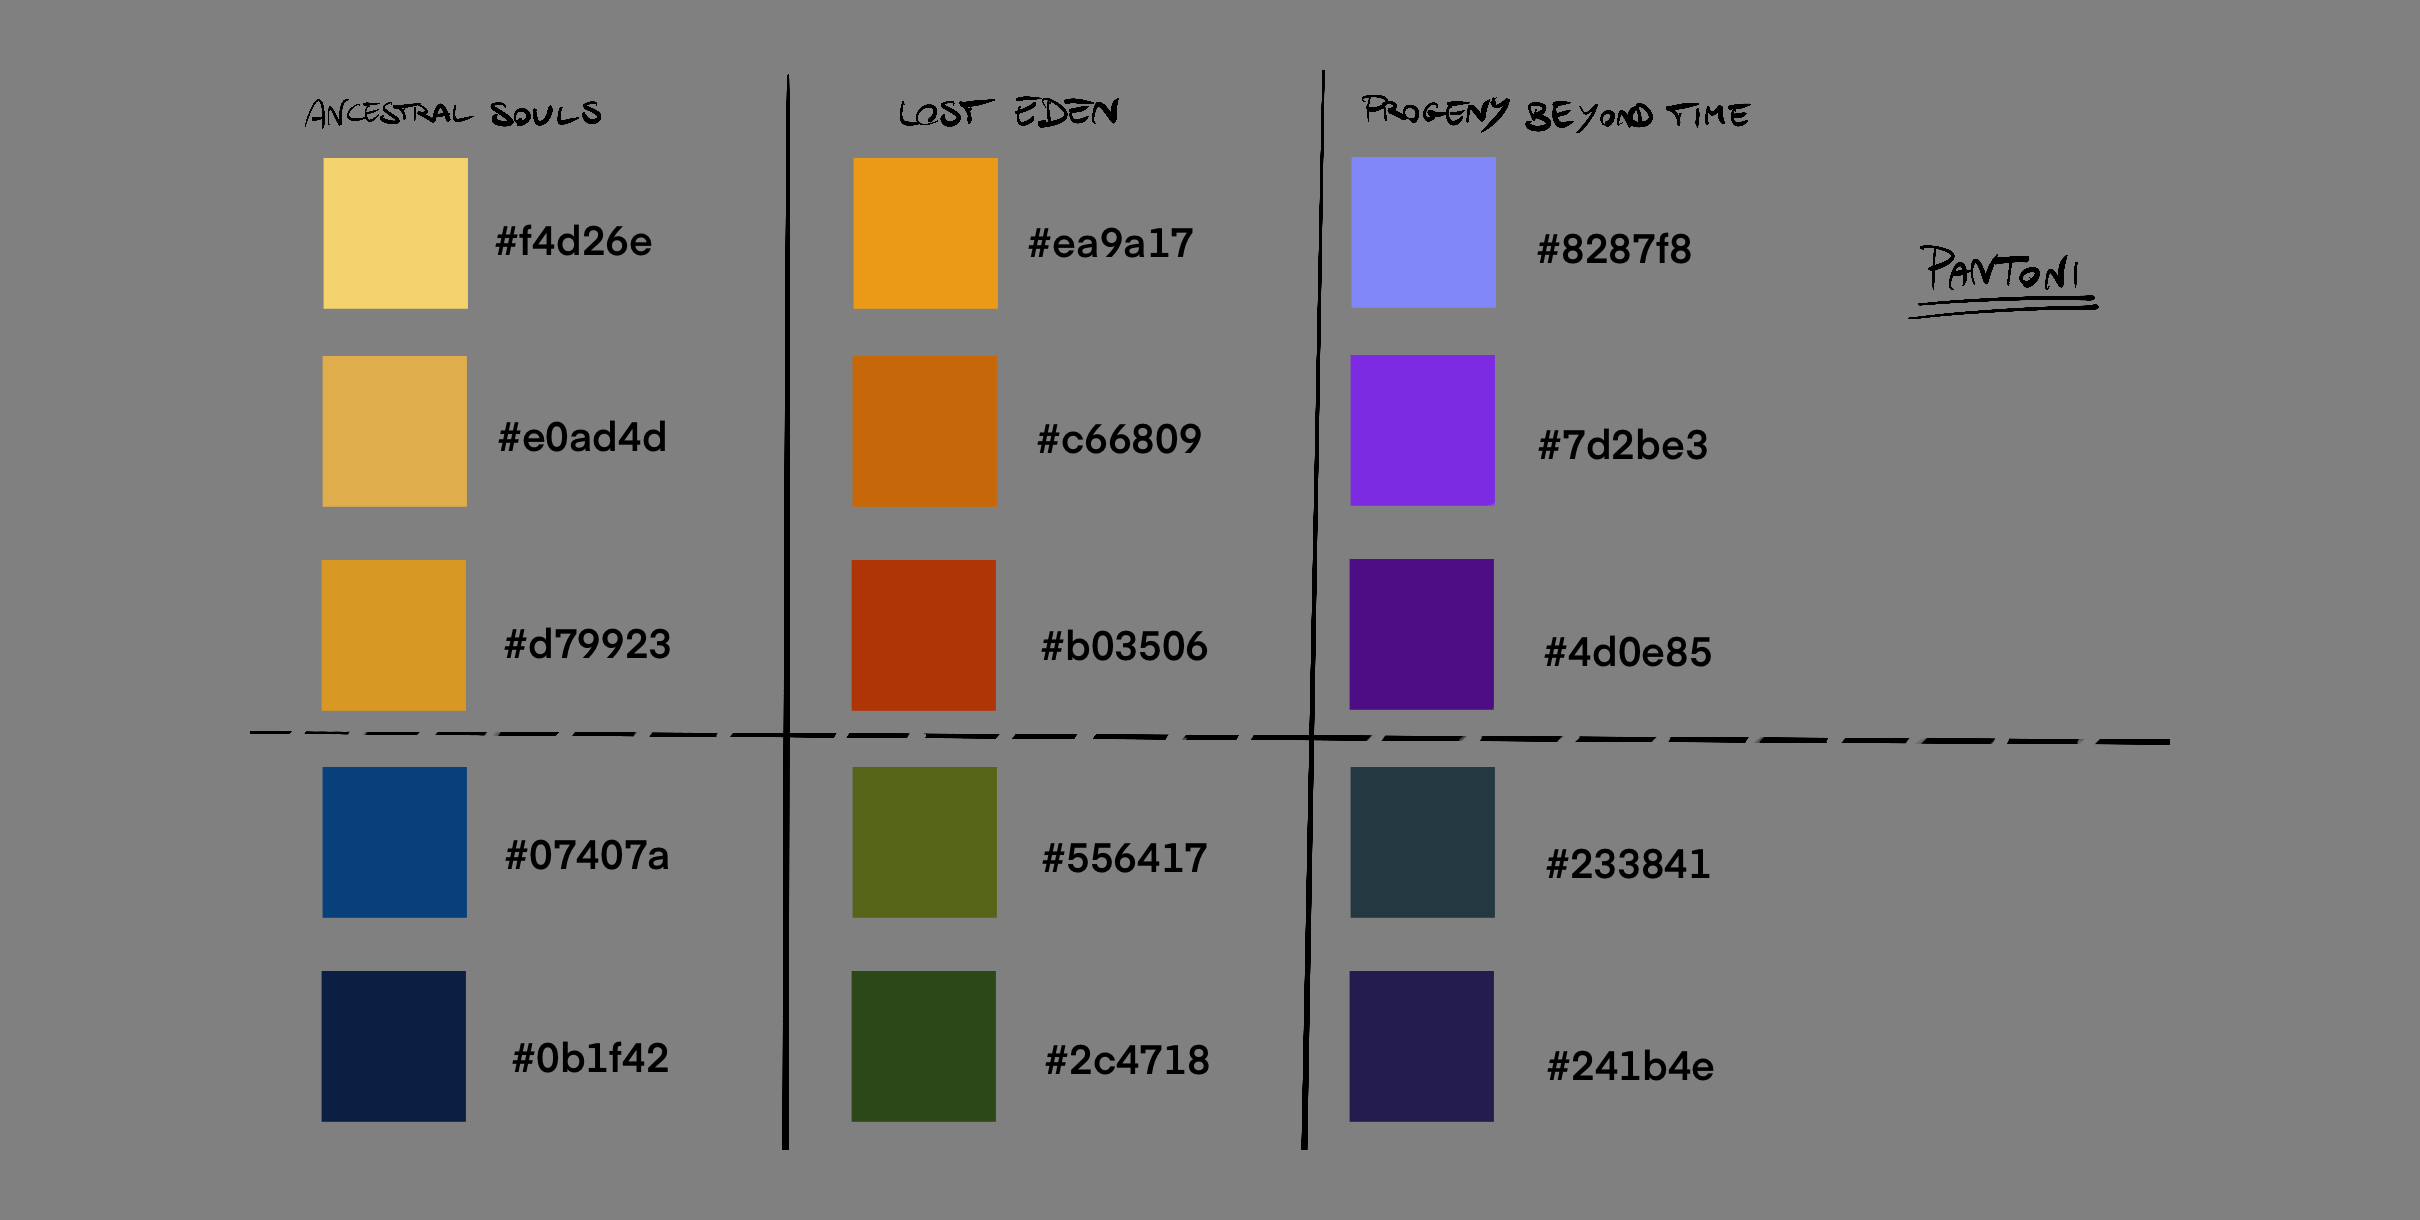 ANCESTRAL SOULS
#f4d26e
#e0ad4d
#d79923
#07407a
#0b1f42
LOST EDEN
#ea9a17
#c66809
#b03506
#556417
#2c4718
PROGENY BEYOND TIME
#8287f8
#7d2be3
#4d0e85
#233841
#241b4e
PANTONI